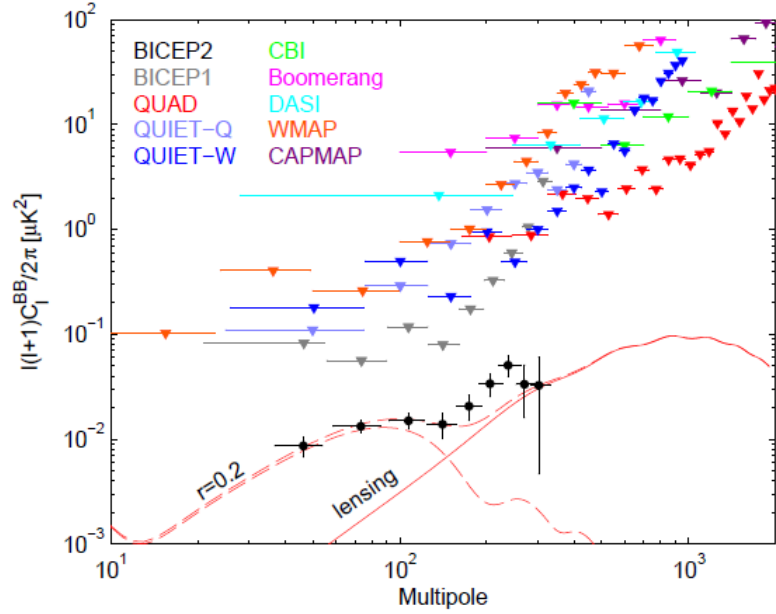 BICEP2
BICEP1
QUAD
QUIET-Q
QUIET-W
CBI
Boomerang
DASI
WMAP
CAPMAP
l(l+1)C_l^{BB}/2π [μK²]
10²
10¹
10⁰
10⁻¹
10⁻²
10⁻³
r=0.2
lensing
10¹
10²
10³
Multipole